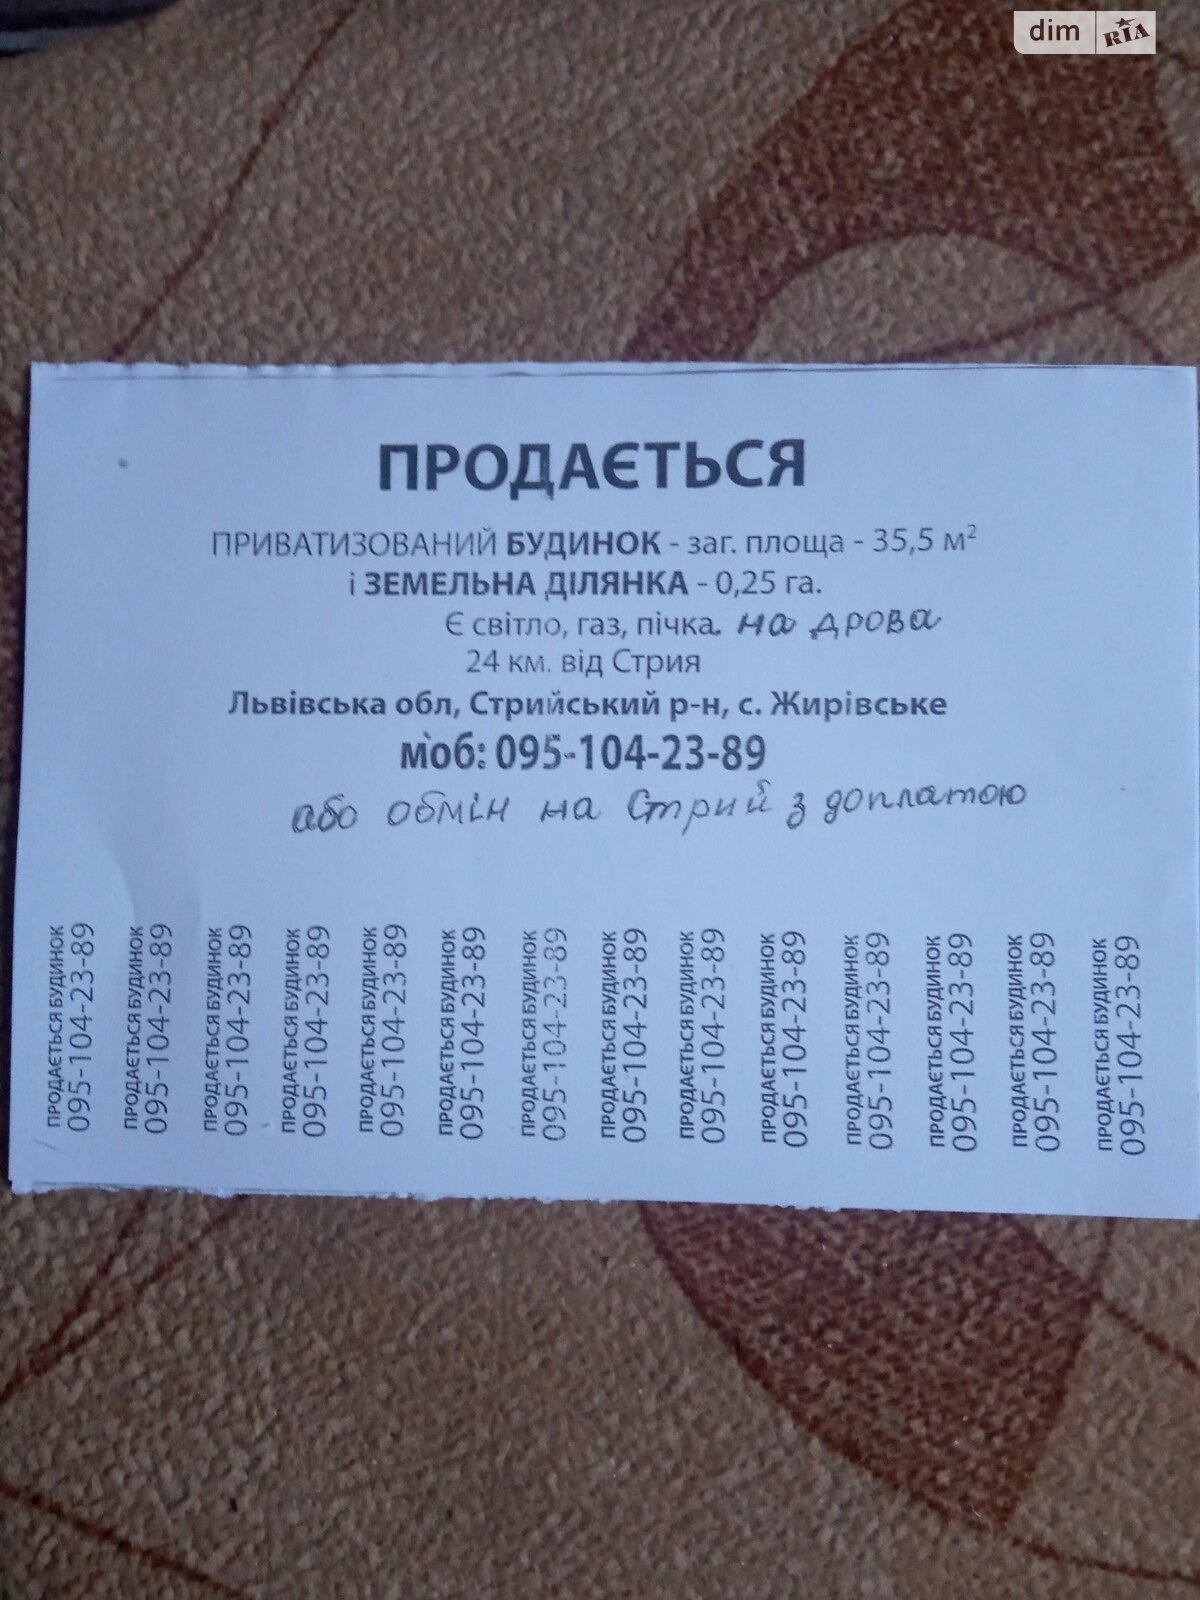 dim RIA
ПРОДАЄТЬСЯ
ПРИВАТИЗОВАНИЙ БУДИНОК - заг. площа - 35,5 м²
і ЗЕМЕЛЬНА ДІЛЯНКА - 0,25 га.
Є світло, газ, пічка на дрова
24 км. від Стрия
Львівська обл, Стрийський р-н, с. Жирівське
моб: 095-104-23-89
або обмін на Стрий з доплатою
ПРОДАЄТЬСЯ БУДИНОК
095-104-23-89
ПРОДАЄТЬСЯ БУДИНОК
095-104-23-89
ПРОДАЄТЬСЯ БУДИНОК
095-104-23-89
ПРОДАЄТЬСЯ БУДИНОК
095-104-23-89
ПРОДАЄТЬСЯ БУДИНОК
095-104-23-89
ПРОДАЄТЬСЯ БУДИНОК
095-104-23-89
ПРОДАЄТЬСЯ БУДИНОК
095-104-23-89
ПРОДАЄТЬСЯ БУДИНОК
095-104-23-89
ПРОДАЄТЬСЯ БУДИНОК
095-104-23-89
ПРОДАЄТЬСЯ БУДИНОК
095-104-23-89
ПРОДАЄТЬСЯ БУДИНОК
095-104-23-89
ПРОДАЄТЬСЯ БУДИНОК
095-104-23-89
ПРОДАЄТЬСЯ БУДИНОК
095-104-23-89
ПРОДАЄТЬСЯ БУДИНОК
095-104-23-89